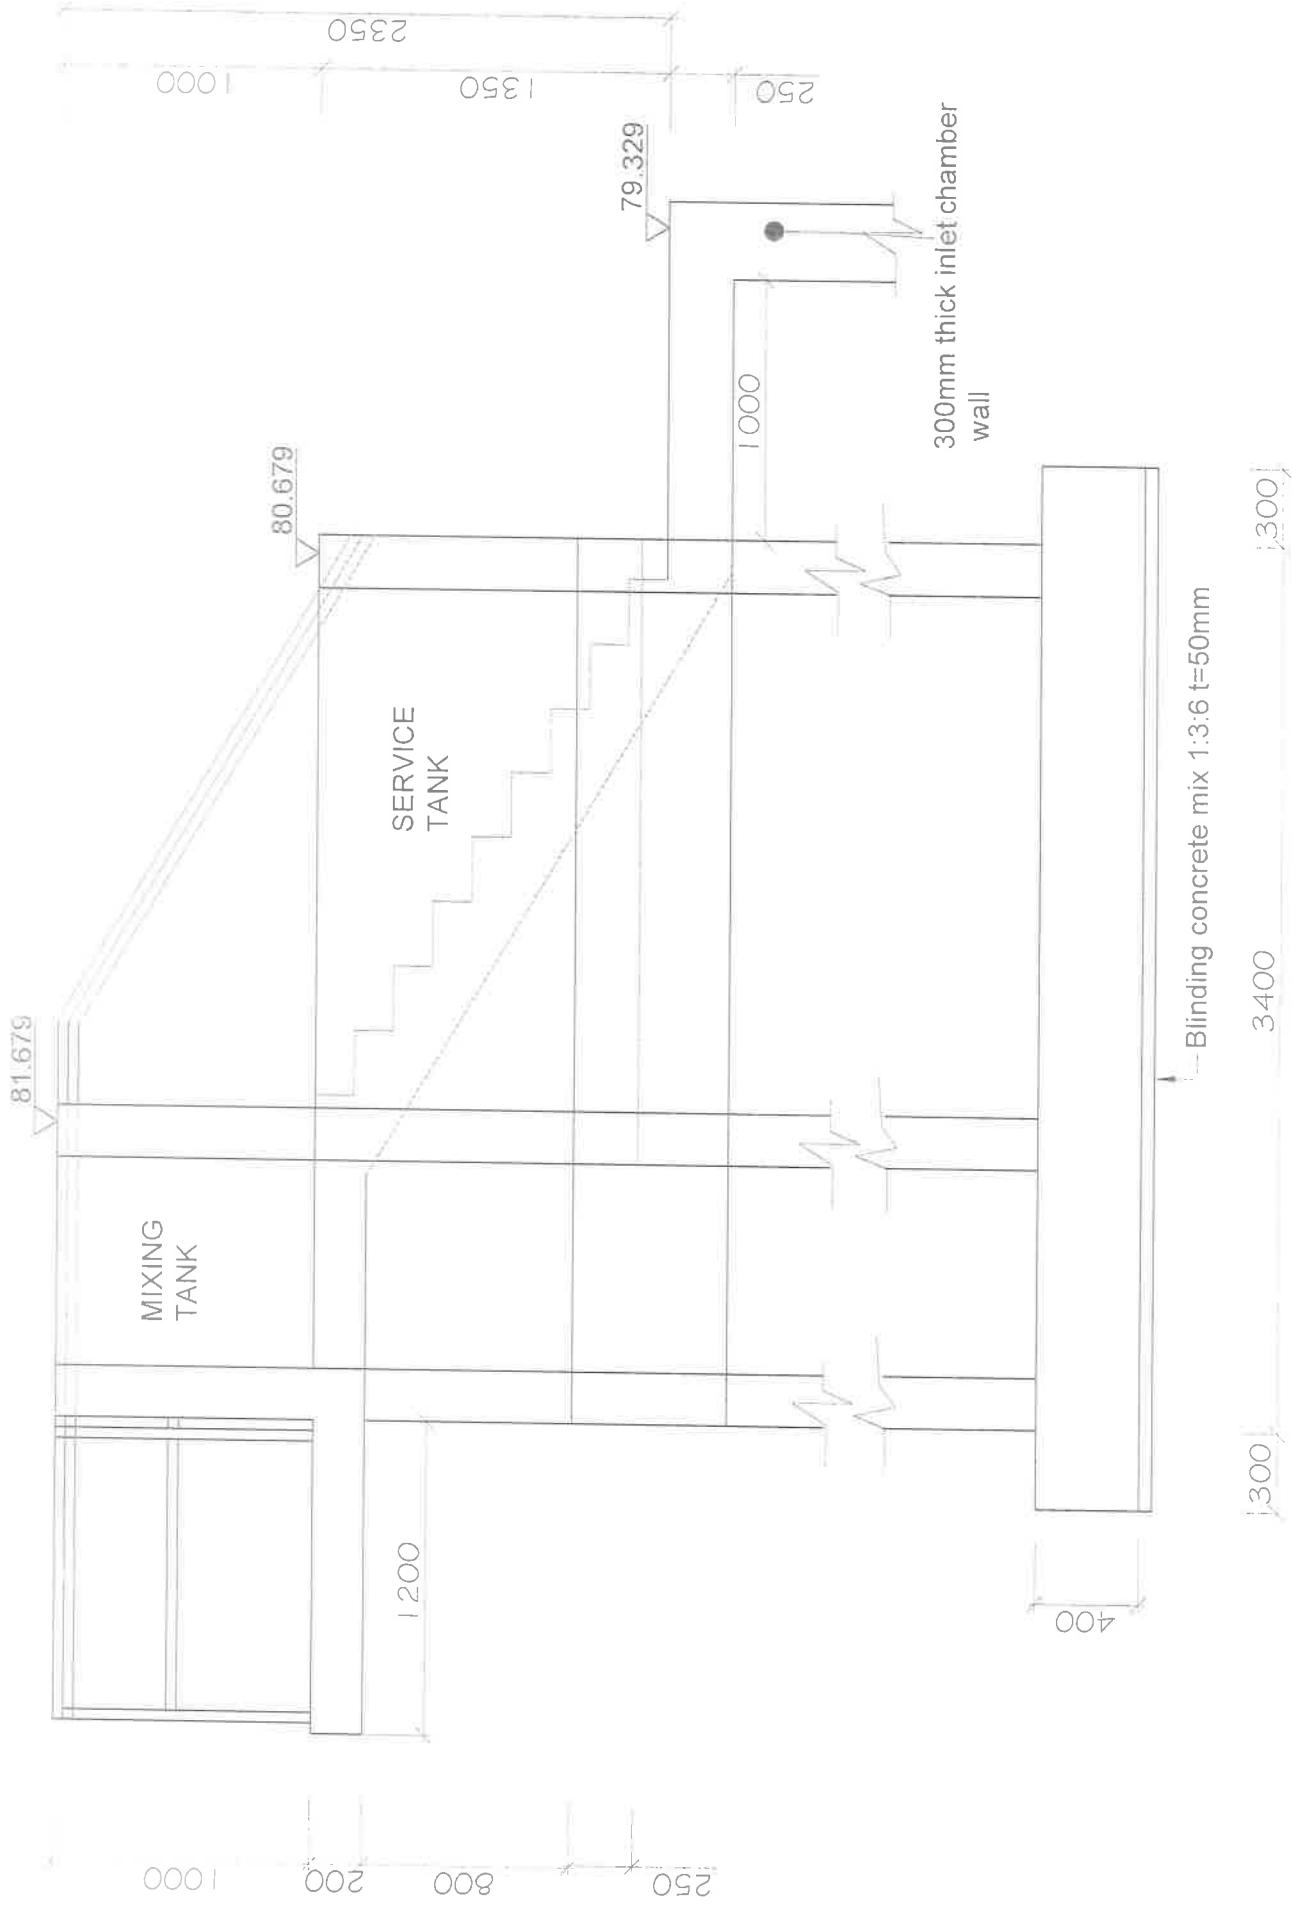 81.679
80.679
79.329
MIXING
TANK
SERVICE
TANK
1000
1350
2350
250
1000
200
800
250
1200
1000
300mm thick inlet chamber
wall
400
Blinding concrete mix 1:3:6 t=50mm
300
3400
300